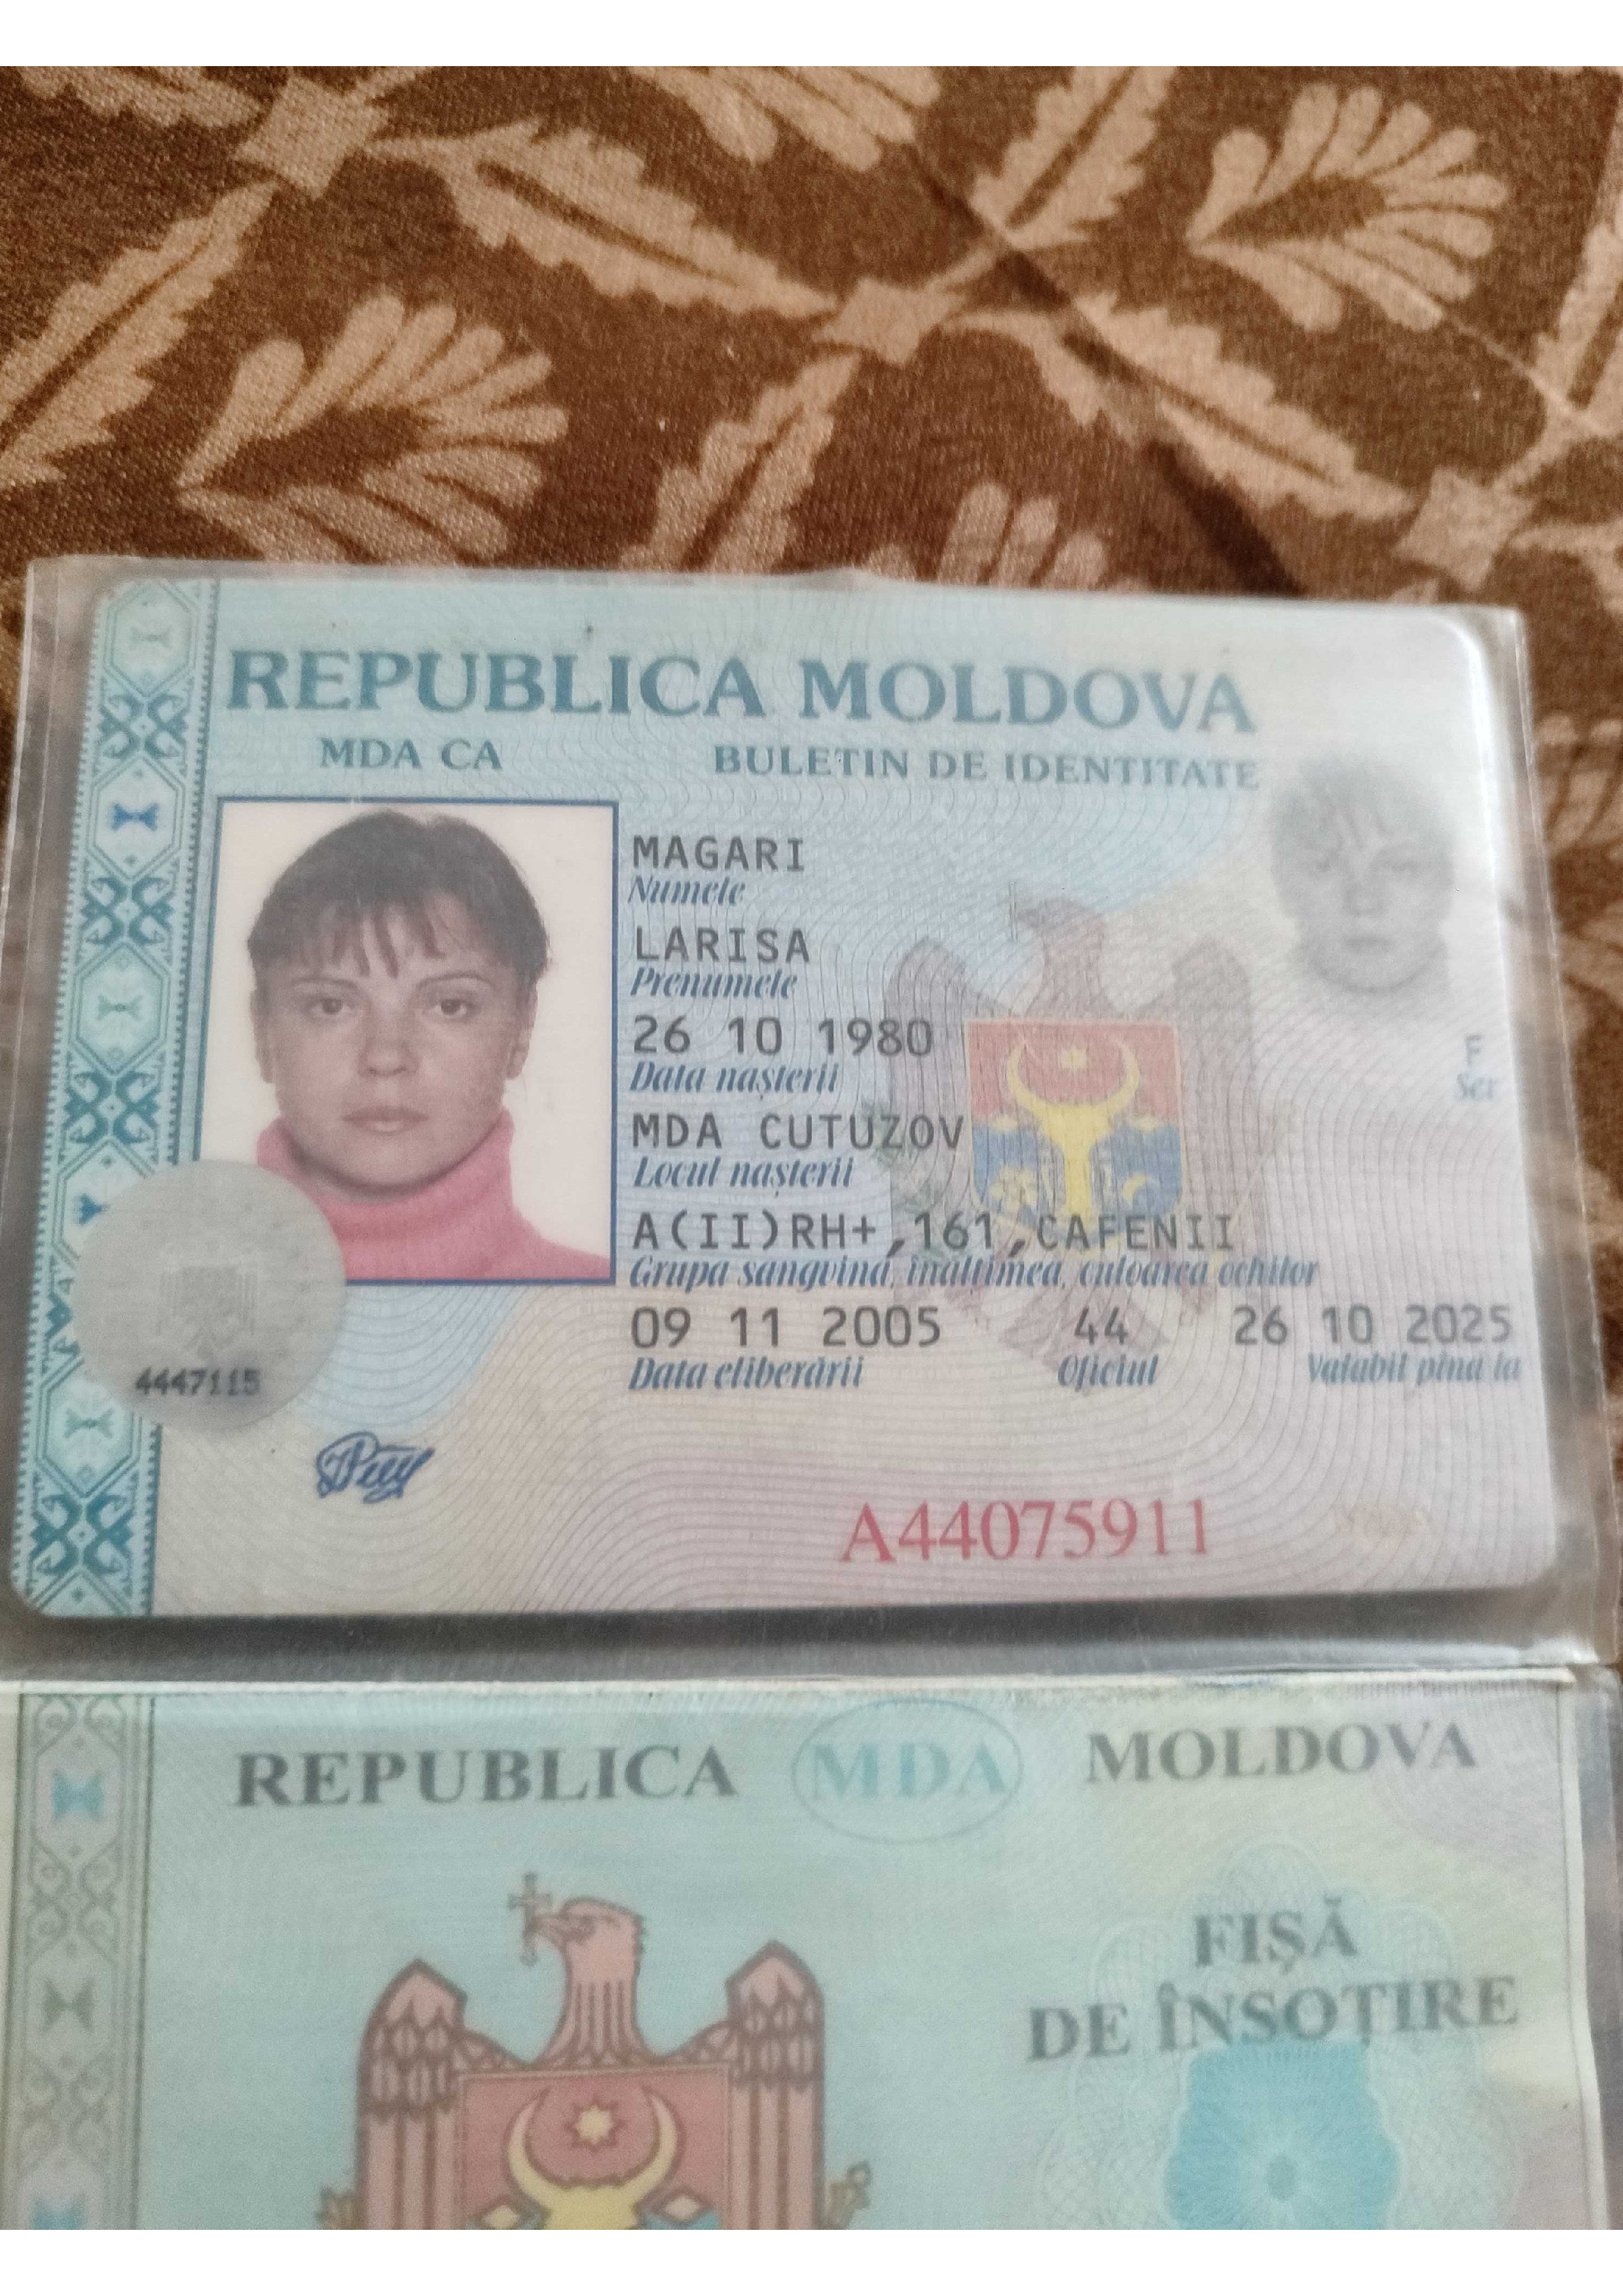 REPUBLICA MOLDOVA
MDA CA BULETIN DE IDENTITATE
MAGARI
Numele
LARISA
Prenumele
26 10 1980
Data nașterii
F
Sex
MDA CUTUZOV
Locul nașterii
A(II)RH+,161,CAFENII
Grupa sangvină, înălțimea, culoarea ochilor
09 11 2005 44 26 10 2025
Data eliberării Oficiul Valabil pînă la
4447115
A44075911
REPUBLICA MDA MOLDOVA
FIȘĂ
DE ÎNSOȚIRE